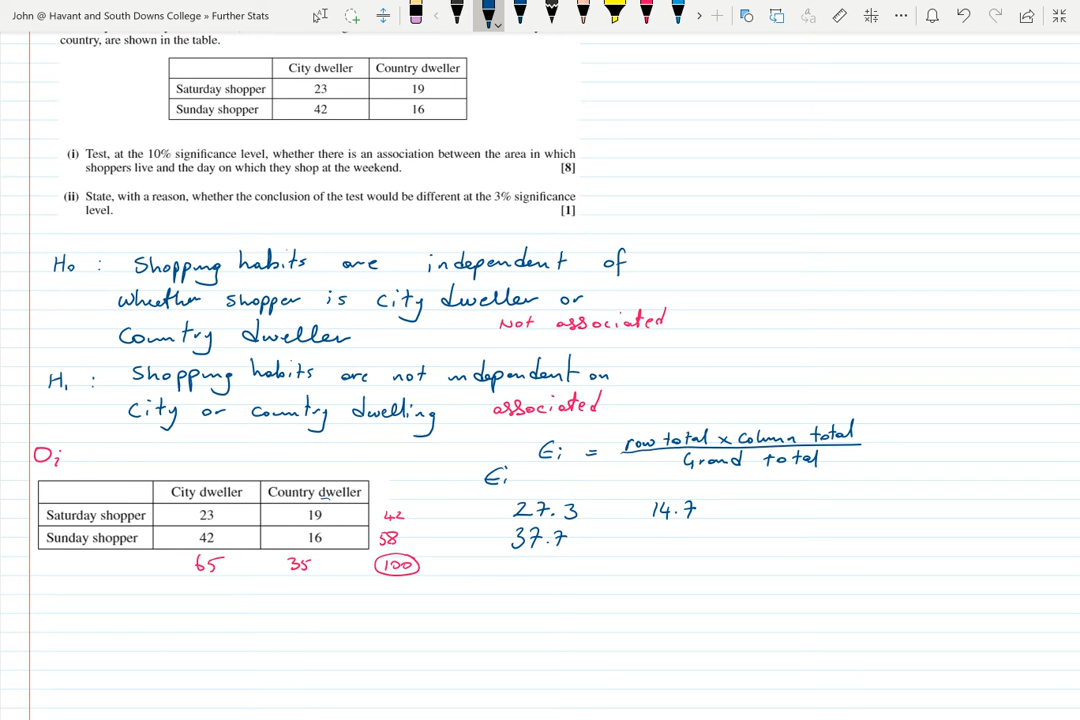 John @ Havant and South Downs College » Further Stats
country, are shown in the table.
City dweller Country dweller
Saturday shopper 23 19
Sunday shopper 42 16
(i) Test, at the 10% significance level, whether there is an association between the area in which
shoppers live and the day on which they shop at the weekend. [8]
(ii) State, with a reason, whether the conclusion of the test would be different at the 3% significance
level. [1]
H₀ : Shopping habits are independent of
whether shopper is city dweller or
Country dweller Not associated
H₁ : Shopping habits are not independent on
City or country dwelling associated
Ei = row total x Column total
Grand total
Oi
Ei
City dweller Country dweller
Saturday shopper 23 19 42
27.3 14.7
Sunday shopper 42 16 58
37.7
65 35 100